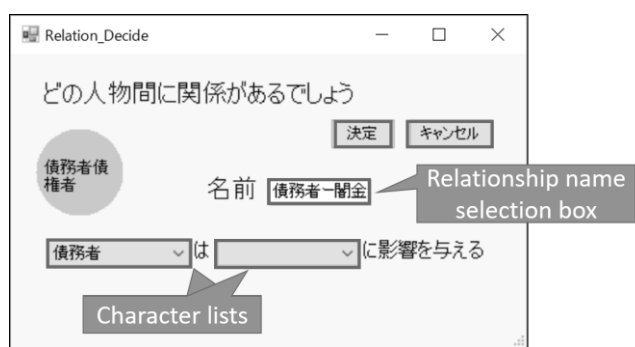 Relation_Decide
どの人物間に関係があるでしょう
決定 キャンセル
債務者債
権者
名前 債務者ー闇金
Relationship name
selection box
債務者 は に影響を与える
Character lists